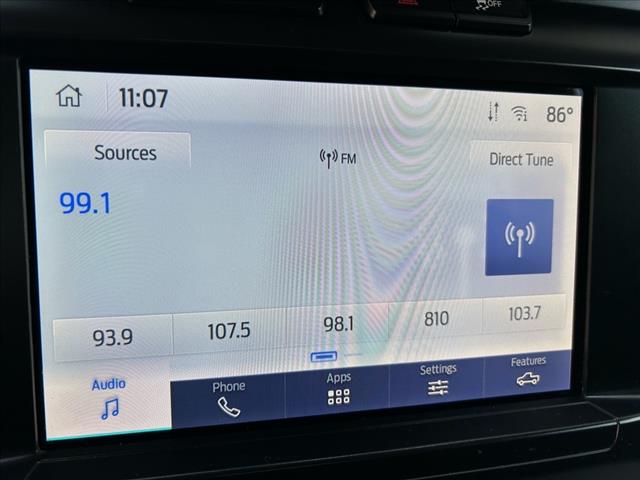 OFF
11:07
86°
Sources
FM
Direct Tune
99.1
93.9
107.5
98.1
810
103.7
Audio
Phone
Apps
Settings
Features